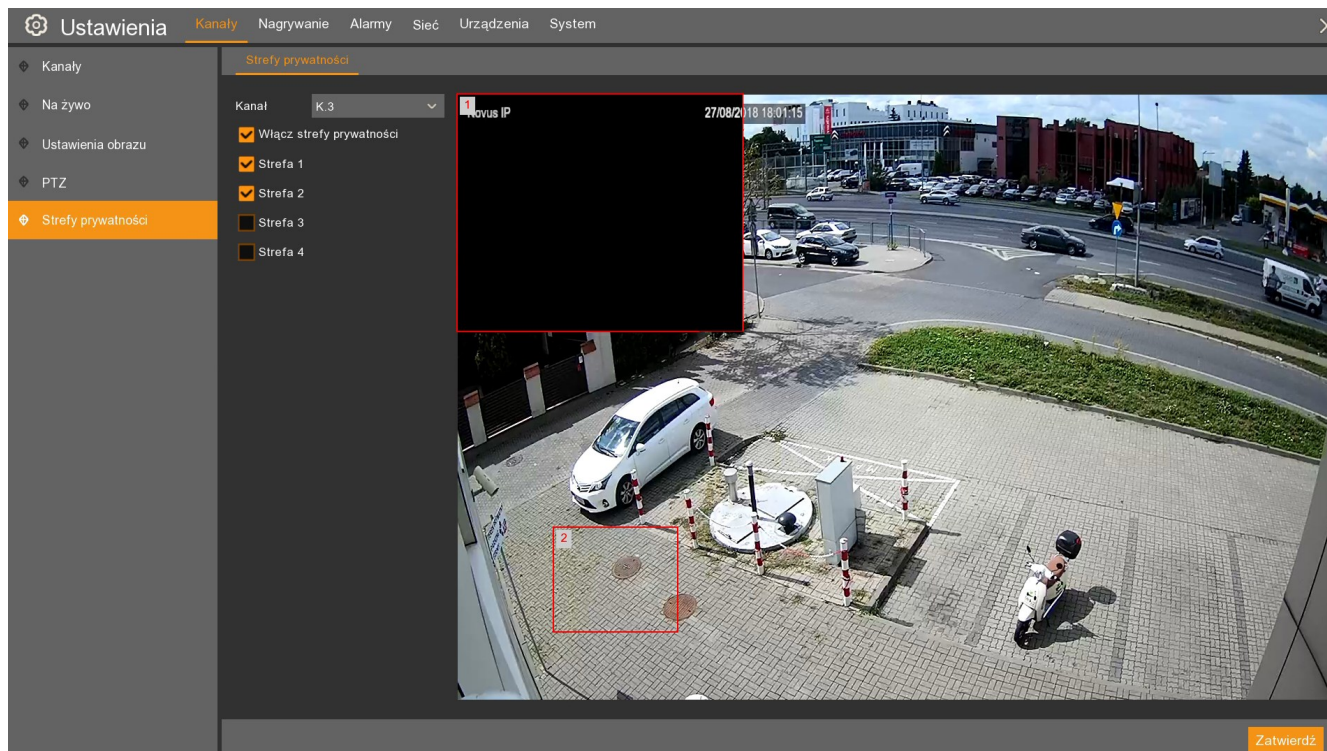 Ustawienia
Kanały Nagrywanie Alarmy Sieć Urządzenia System
Kanały
Na żywo
Ustawienia obrazu
PTZ
Strefy prywatności
Strefy prywatności
Kanał K.3
Włącz strefy prywatności
Strefa 1
Strefa 2
Strefa 3
Strefa 4
1
Novus IP 27/08/2018 18:01:15
2
Zatwierdź